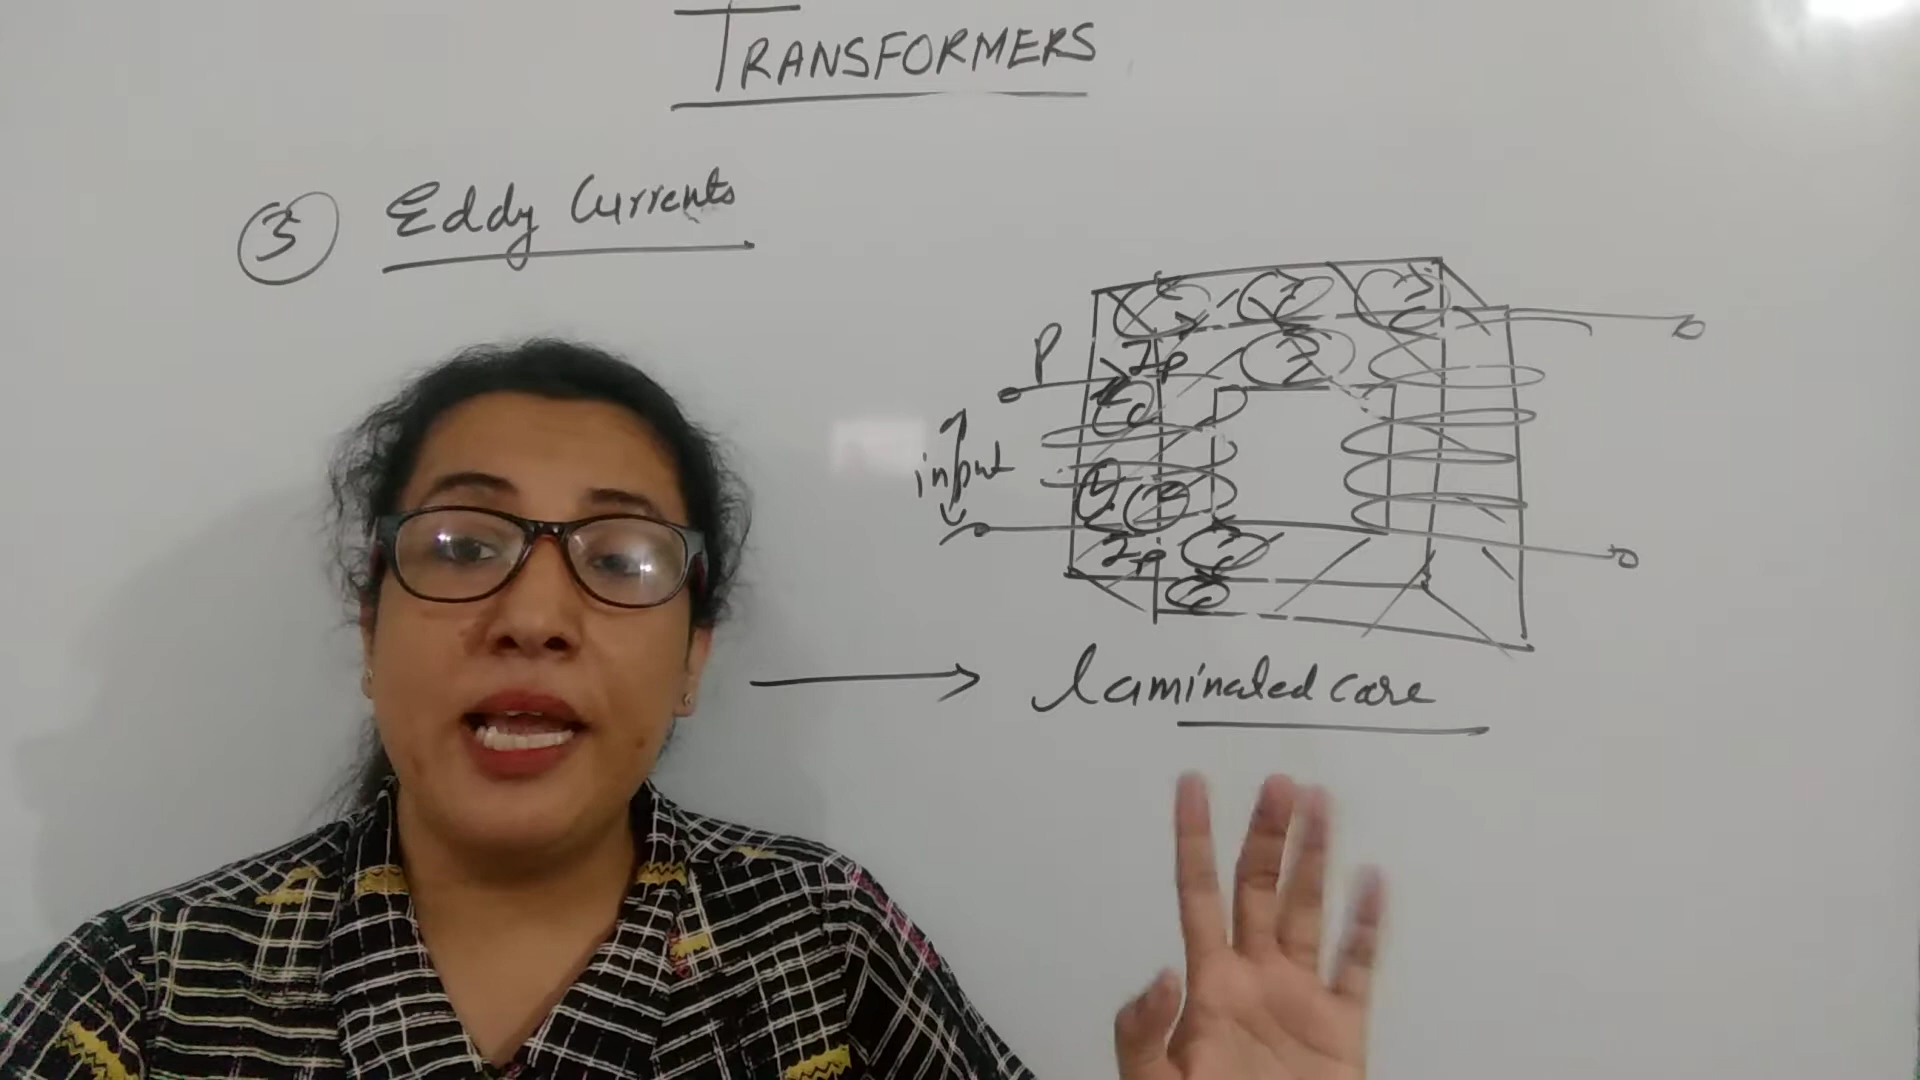 TRANSFORMERS
3 Eddy Currents
P
Ip
input
Ip
laminated core